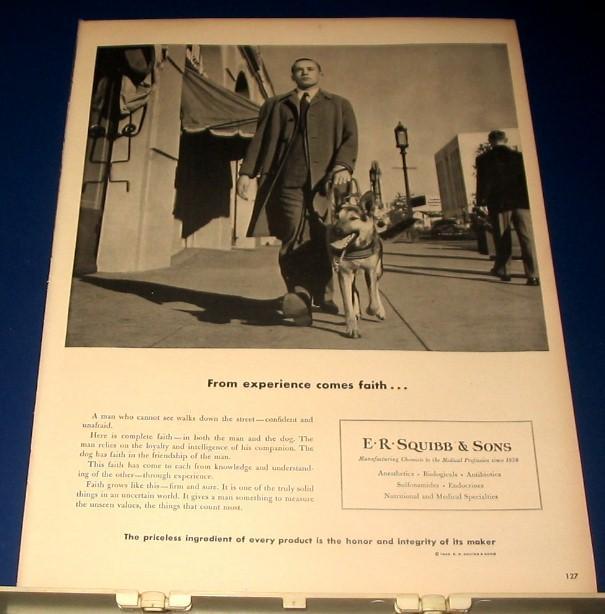 From experience comes faith...
A man who cannot see walks down the street—confident and
unafraid.
Here is complete faith—in both the man and the dog. The
man relies on the loyalty and intelligence of his companion. The
dog has faith in the friendship of the man.
This faith has come to each from knowledge and understand-
ing of the other—through experience.
Faith grows like this—firm and sure. It is one of the truly solid
things in an uncertain world. It gives a man something to measure
the unseen values, the things that count most.
E·R·SQUIBB & SONS
Manufacturing Chemists to the Medical Profession since 1858
Anesthetics • Biologicals • Antibiotics
Sulfonamides • Endocrines
Nutritional and Medical Specialties
The priceless ingredient of every product is the honor and integrity of its maker
© E. R. SQUIBB & SONS
127